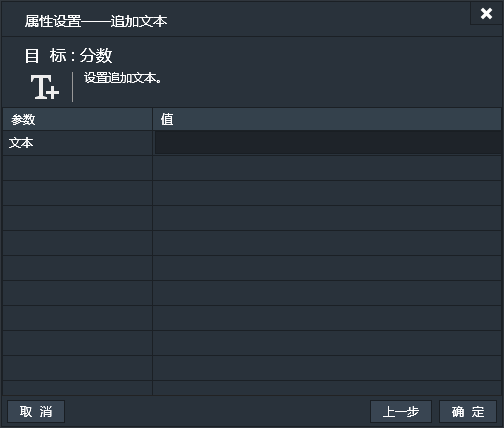 属性设置——追加文本
目 标 : 分数
T+
设置追加文本。
参数 值
文本
取 消 上一步 确 定